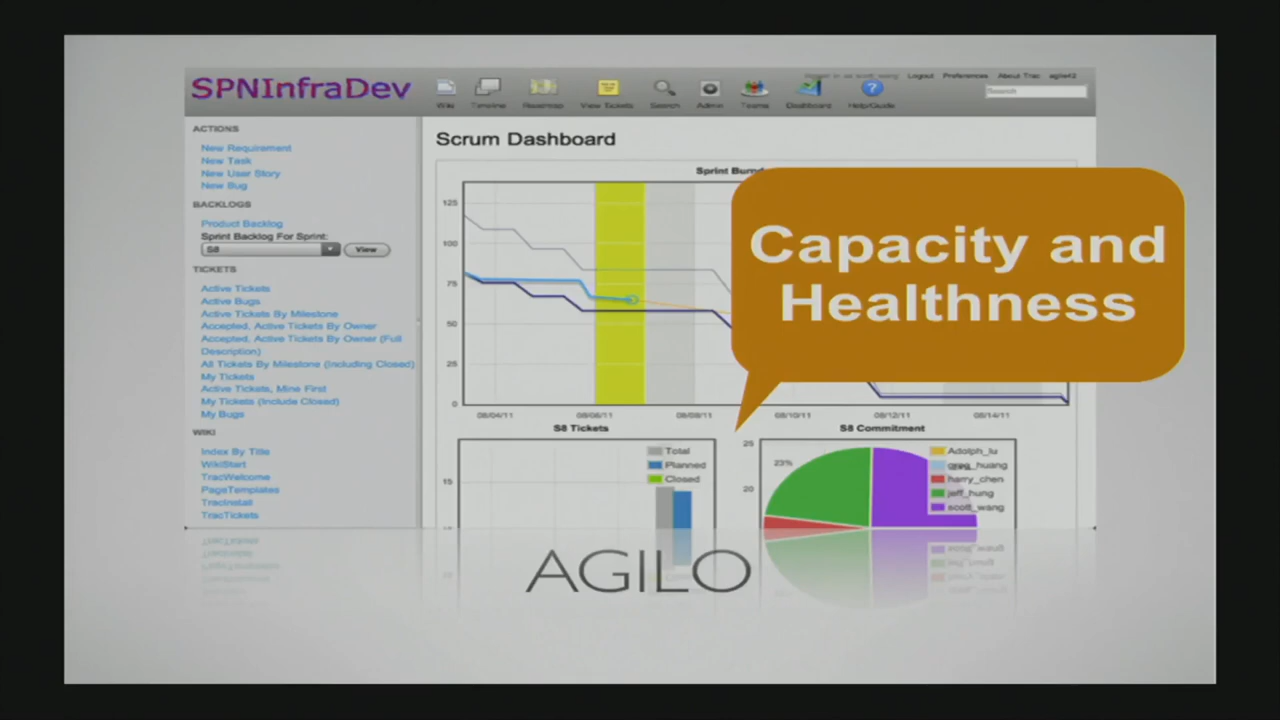 SPNInfraDev
Wiki
Timeline
Roadmap
View Tickets
Search
Admin
Teams
Dashboard
Help/Guide
Logout
Preferences
About Trac
agile42
Search
ACTIONS
New Requirement
New Task
New User Story
New Bug
BACKLOGS
Product Backlog
Sprint Backlog For Sprint:
S8
View
TICKETS
Active Tickets
Active Bugs
Active Tickets By Milestone
Accepted, Active Tickets By Owner
Accepted, Active Tickets By Owner (Full
Description)
All Tickets By Milestone (Including Closed)
My Tickets
Active Tickets, Mine First
My Tickets (Include Closed)
My Bugs
WIKI
Index By Title
WikiStart
TracWelcome
PageTemplates
TracInstall
TracTickets
Scrum Dashboard
Sprint
125
100
75
50
25
0
08/04/11
08/06/11
08/08/11
08/10/11
08/12/11
08/14/11
Capacity and
Healthness
S8 Tickets
15
Total
Planned
Closed
S8 Commitment
25
20
23%
Adolph_lu
greg_huang
harry_chen
jeff_hung
scott_wang
AGILO